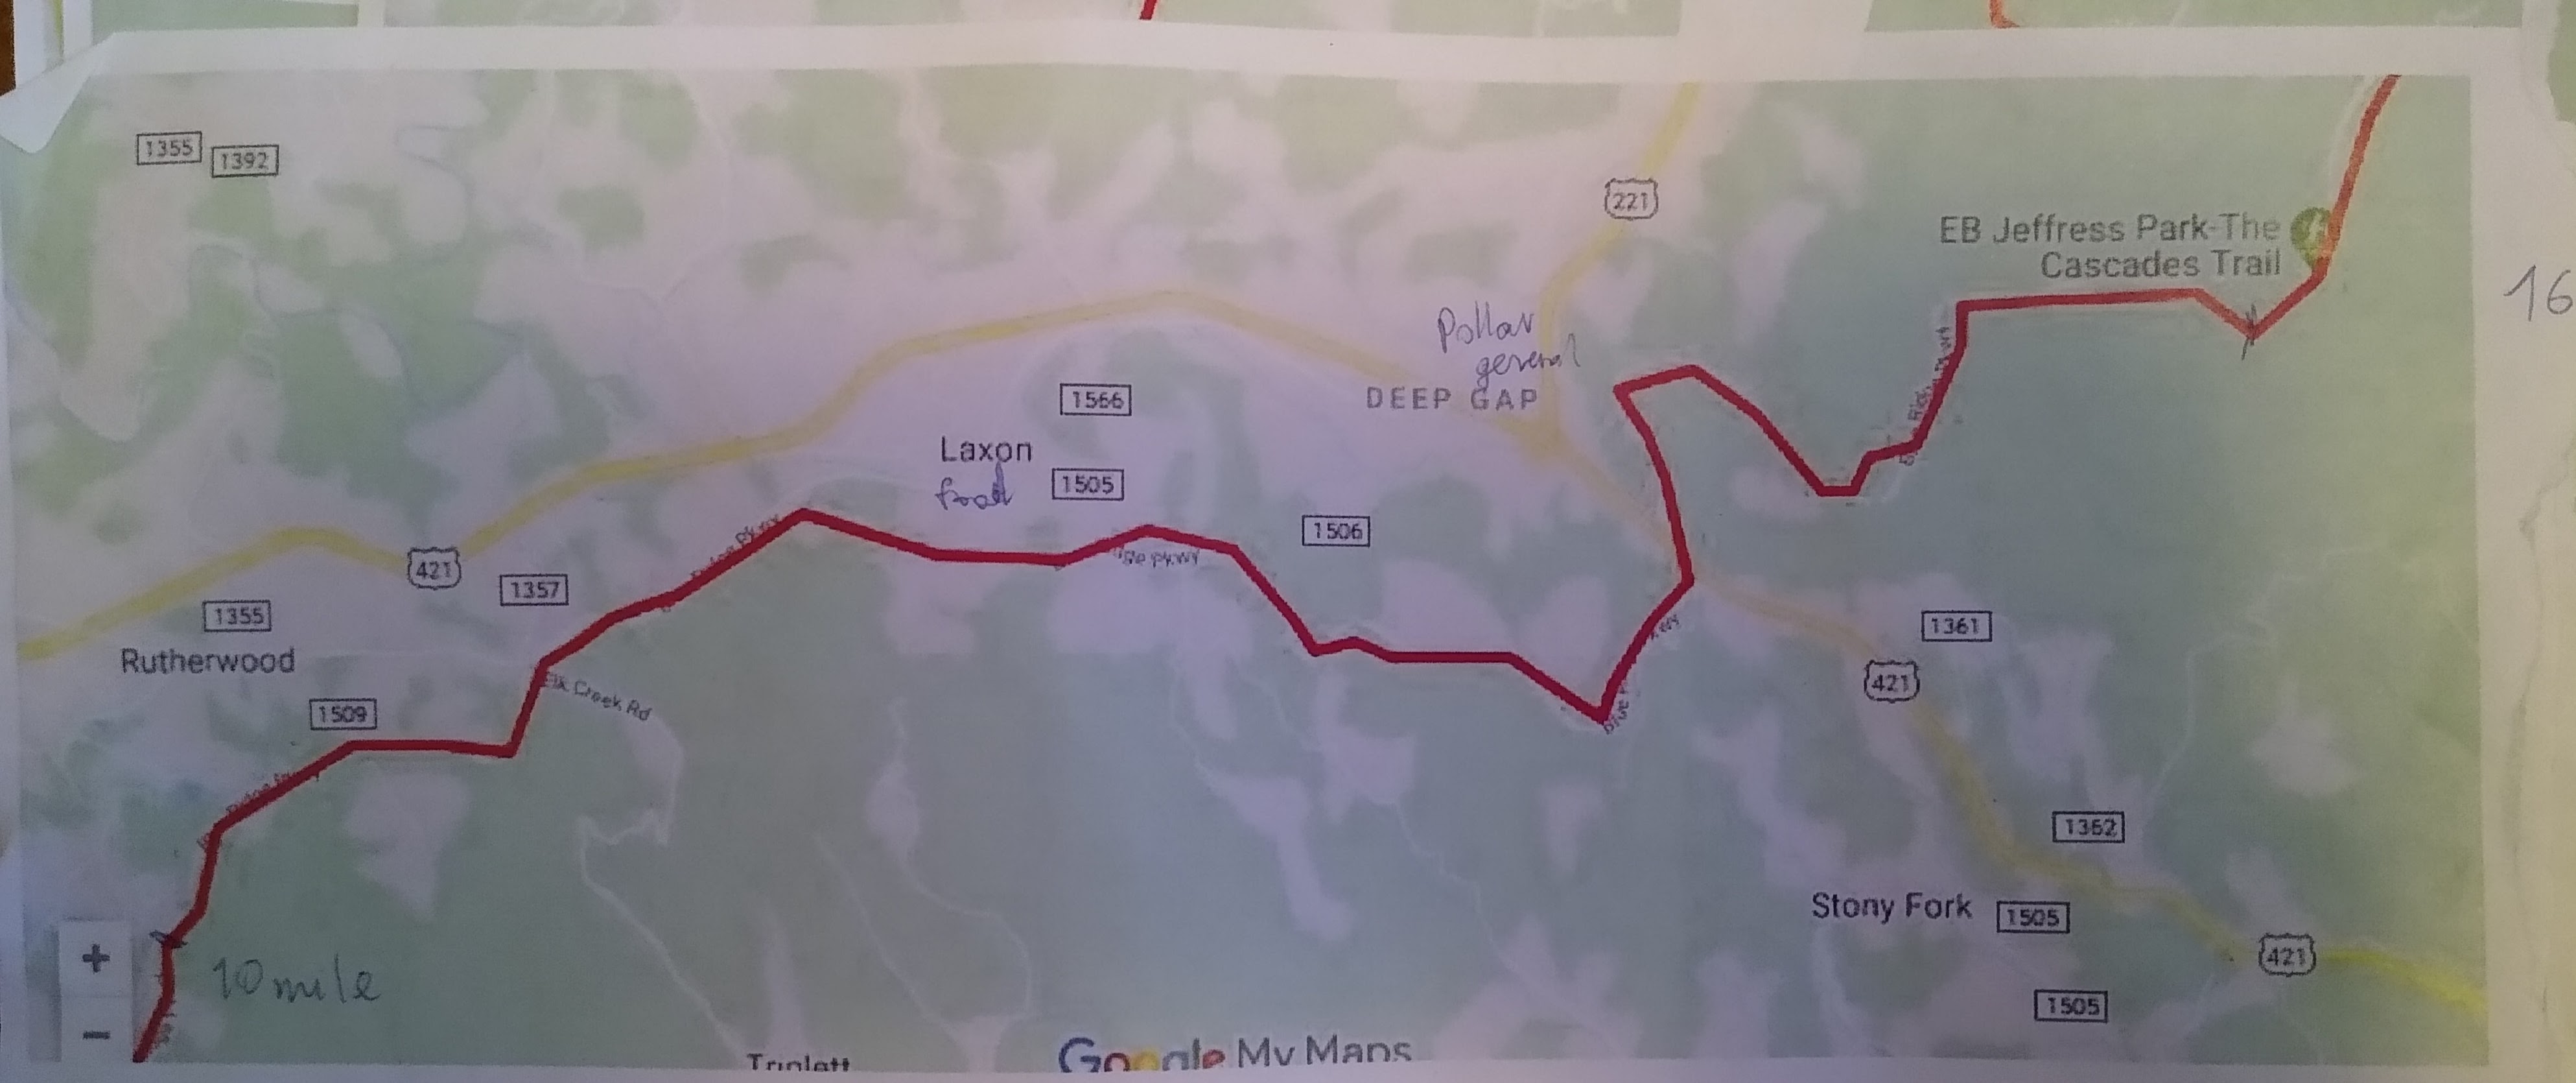 1355
1392
221
EB Jeffress Park-The
Cascades Trail
16
Pollar
general
DEEP GAP
1566
Laxon
food
1505
1506
421
1357
1355
Rutherwood
1361
421
Elk Creek Rd
1509
1362
Stony Fork
1505
421
10 mile
1505
+
−
Triplett
Google My Maps